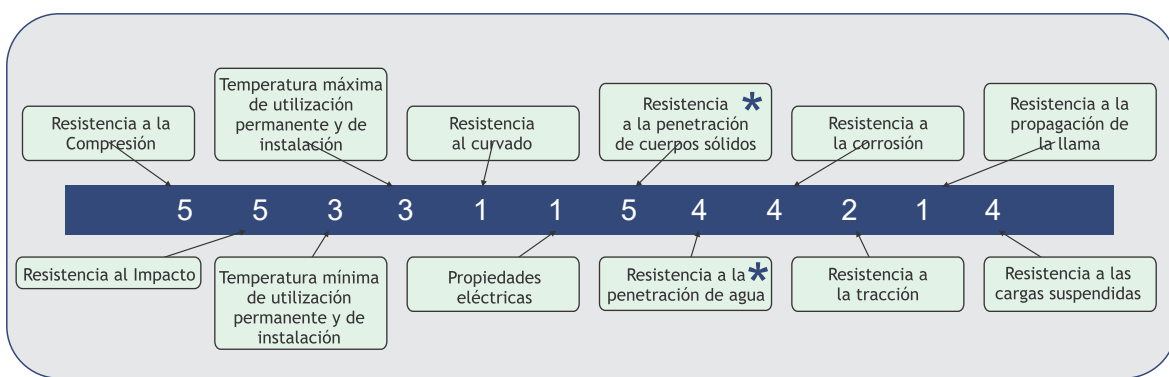 Resistencia a la
Compresión
Temperatura máxima
de utilización
permanente y de
instalación
Resistencia
al curvado
Resistencia *
a la penetración
de cuerpos sólidos
Resistencia a
la corrosión
Resistencia a la
propagación de
la llama
5 5 3 3 1 1 5 4 4 2 1 4
Resistencia al Impacto
Temperatura mínima
de utilización
permanente y de
instalación
Propiedades
eléctricas
Resistencia a la *
penetración de agua
Resistencia a
la tracción
Resistencia a las
cargas suspendidas